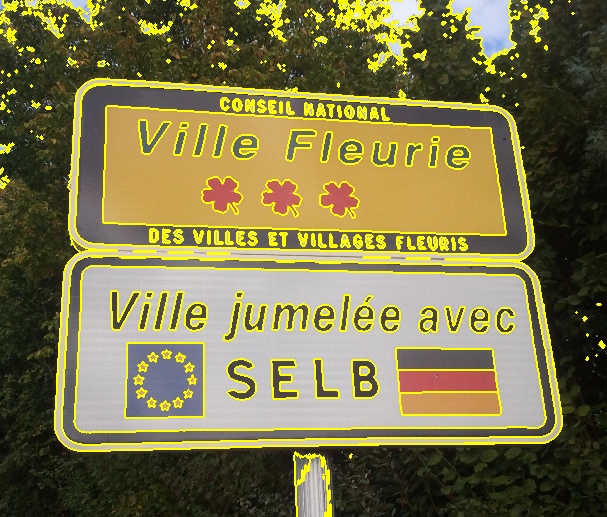 CONSEIL NATIONAL
Ville Fleurie
DES VILLES ET VILLAGES FLEURIS
Ville jumelée avec
SELB